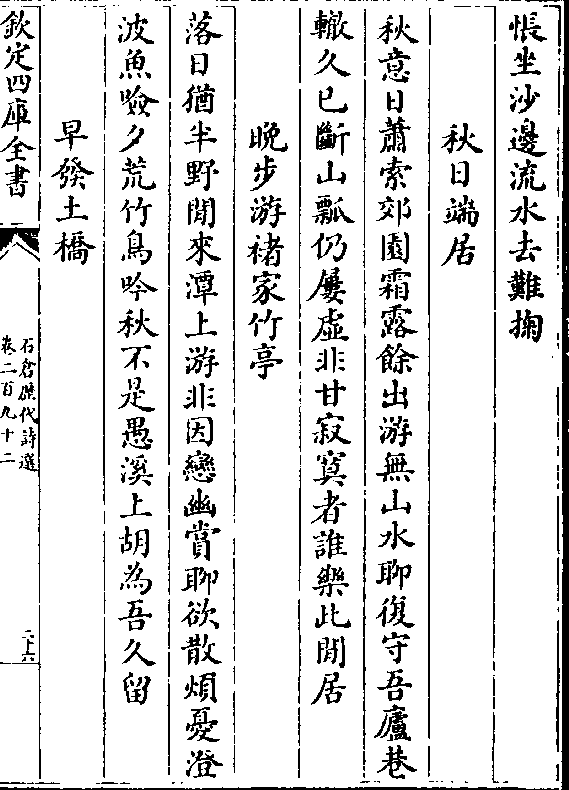 悵坐沙邊流水去難掬
秋日端居
秋意日蕭索郊園霜露餘出游無山水聊復守吾廬巷
轍久已斷山瓢仍屢虛非甘寂寞者誰樂此閒居
晩步游褚家竹亭
落日猶半野閒來潭上游非因戀幽賞聊欲散煩憂澄
波魚噞夕荒竹鳥吟秋不是愚溪上胡為吾久留
早發土橋
欽定四庫全書
石倉歴代詩選
卷二百九十二
二十六